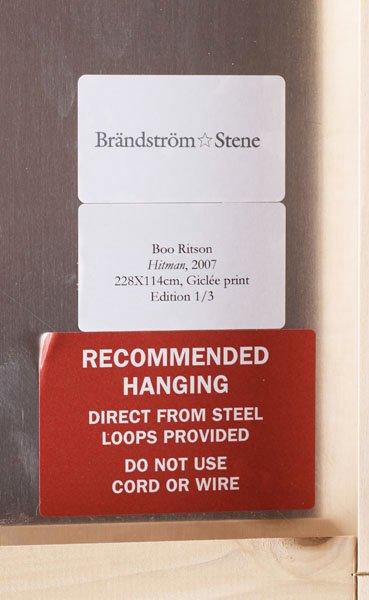 Brändström☆Stene
Boo Ritson
Hitman, 2007
228X114cm, Giclée print
Edition 1/3
RECOMMENDED
HANGING
DIRECT FROM STEEL
LOOPS PROVIDED
DO NOT USE
CORD OR WIRE